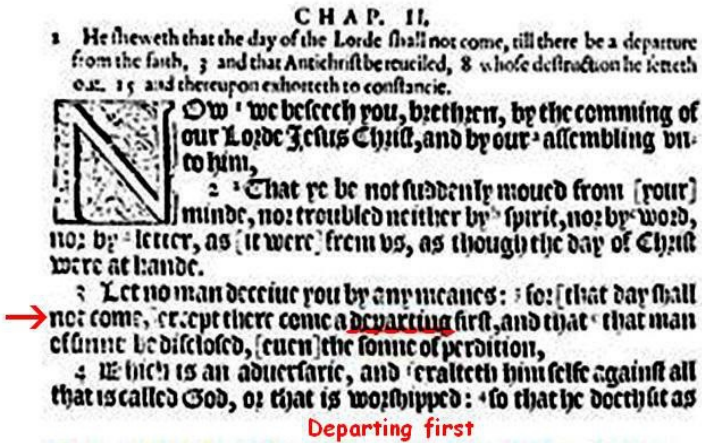 CHAP. II.
1 He sheweth that the day of the Lorde shall not come, till there be a departure
from the faith, 3 and that Antichrist be reueiled, 8 whose destruction he setteth
out. 15 and thereupon exhorteth to constancie.
NOw we beseech you, brethren, by the comming of
our Lorde Jesus Christ, and by our assembling vn-
to him,
2 That ye be not suddenly moued from [your]
minde, nor troubled neither by spirit, nor by word,
nor by letter, as [it were] from vs, as though the day of Christ
were at hande.
3 Let no man deceiue you by any meanes: for [that day shall
not come,] except there come a departing first, and that that man
of sinne be disclosed, [euen] the sonne of perdition,
4 Which is an aduersarie, and exalteth him selfe against all
that is called God, or that is worshipped: so that he doeth sit as
Departing first